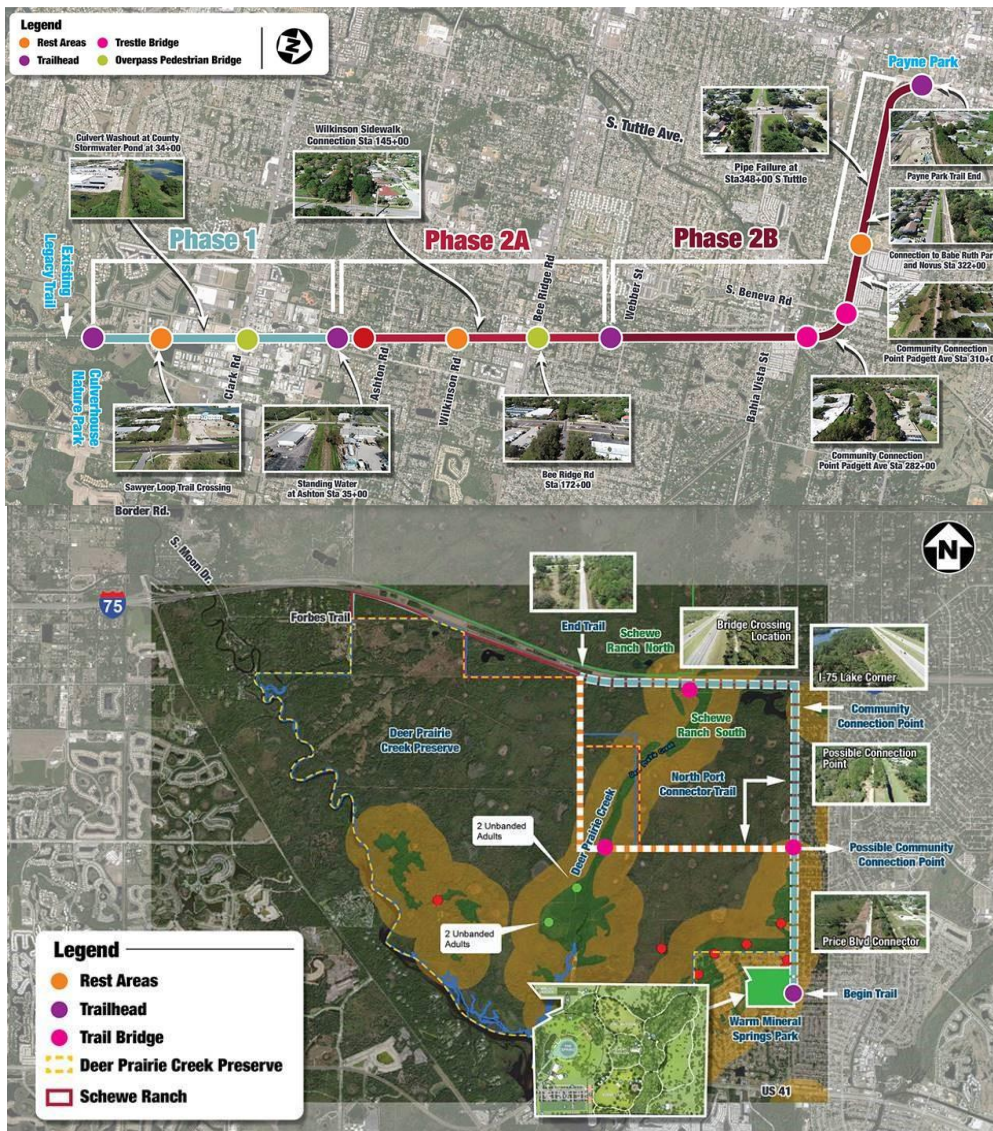 Legend
Rest Areas
Trestle Bridge
Trailhead
Overpass Pedestrian Bridge
N
Culvert Washout at County
Stormwater Pond at 34+00
Wilkinson Sidewalk
Connection Sta 145+00
S. Tuttle Ave.
Pipe Failure at
Sta348+00 S Tuttle
Payne Park
Payne Park Trail End
Connection to Babe Ruth Par
and Novus Sta 322+00
Community Connection
Point Padgett Ave Sta 310+0
Existing
Legacy Trail
Phase 1
Phase 2A
Phase 2B
Culverhouse
Nature Park
Clark Rd
Ashton Rd
Wilkinson Rd
Bee Ridge Rd
Webber St
S. Beneva Rd
Bahia Vista St
Sawyer Loop Trail Crossing
Standing Water
at Ashton Sta 35+00
Bee Ridge Rd
Sta 172+00
Community Connection
Point Padgett Ave Sta 282+00
Border Rd.
S. Moon Dr.
75
N
Forbes Trail
End Trail
Schewe
Ranch North
Bridge Crossing
Location
I-75 Lake Corner
Schewe
Ranch South
Community
Connection Point
Deer Prairie
Creek Preserve
North Port
Connector Trail
Possible Connection
Point
2 Unbanded
Adults
Deer Prairie Creek
Possible Community
Connection Point
2 Unbanded
Adults
Price Blvd Connector
Begin Trail
Warm Mineral
Springs Park
US 41
Legend
Rest Areas
Trailhead
Trail Bridge
Deer Prairie Creek Preserve
Schewe Ranch